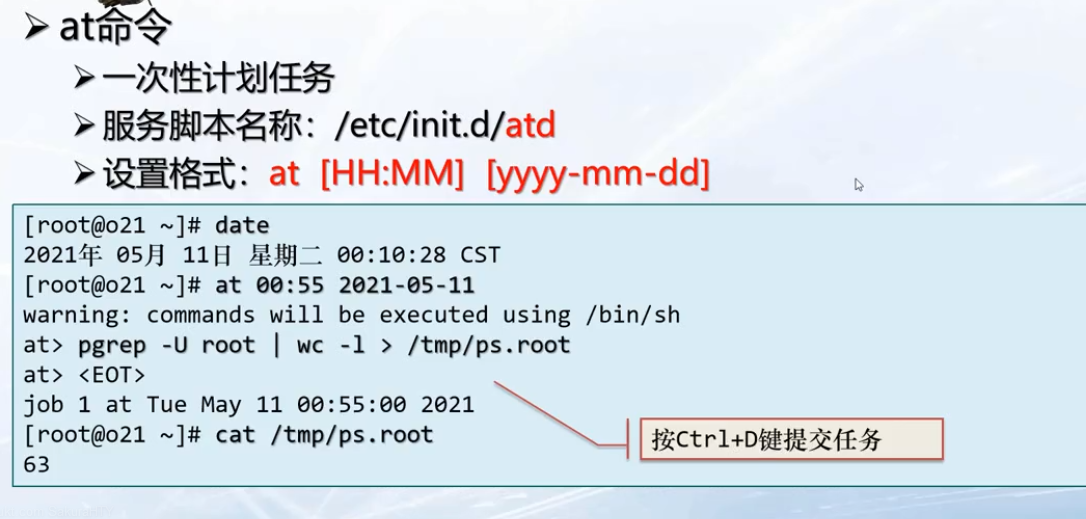 ➢ at命令
➢ 一次性计划任务
➢ 服务脚本名称：/etc/init.d/atd
➢ 设置格式：at [HH:MM] [yyyy-mm-dd]
[root@o21 ~]# date
2021年 05月 11日 星期二 00:10:28 CST
[root@o21 ~]# at 00:55 2021-05-11
warning: commands will be executed using /bin/sh
at> pgrep -U root | wc -l > /tmp/ps.root
at> <EOT>
job 1 at Tue May 11 00:55:00 2021
[root@o21 ~]# cat /tmp/ps.root
按Ctrl+D键提交任务
63